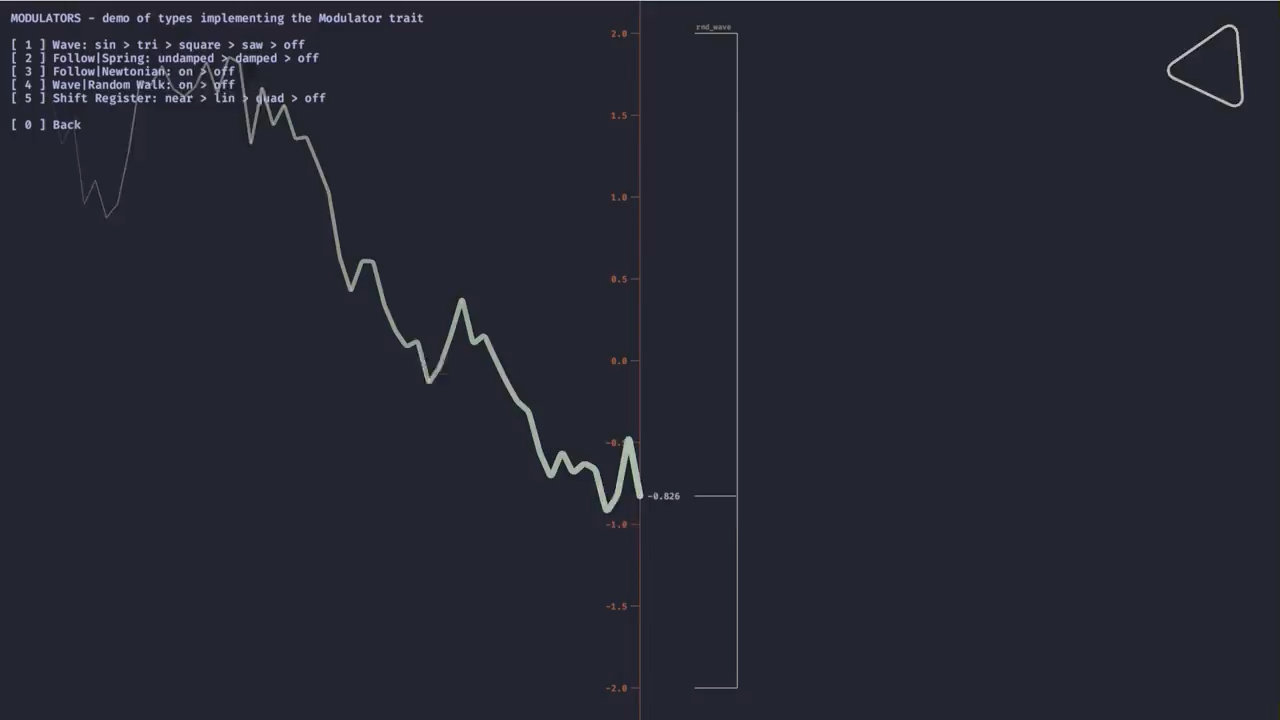 MODULATORS - demo of types implementing the Modulator trait
[ 1 ] Wave: sin > tri > square > saw > off
[ 2 ] Follow|Spring: undamped > damped > off
[ 3 ] Follow|Newtonian: on > off
[ 4 ] Wave|Random Walk: on > off
[ 5 ] Shift Register: near > lin > quad > off
[ 0 ] Back
rnd_wave
2.0
1.5
1.0
0.5
0.0
-0.826
-1.0
-1.5
-2.0